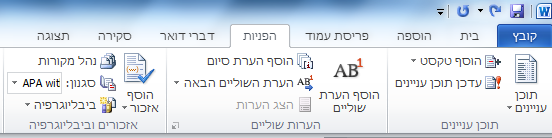 קובץ בית הוספה פריסת עמוד הפניות דברי דואר סקירה תצוגה
תוכן עניינים
הוסף טקסט
עדכן תוכן עניינים
תוכן עניינים
AB¹
הוסף הערת שוליים
הוסף הערת סיום
הערת השוליים הבאה
הצג הערות
הערות שוליים
הוסף אזכור
נהל מקורות
סגנון: APA wit
ביבליוגרפיה
אזכורים וביבליוגרפיה